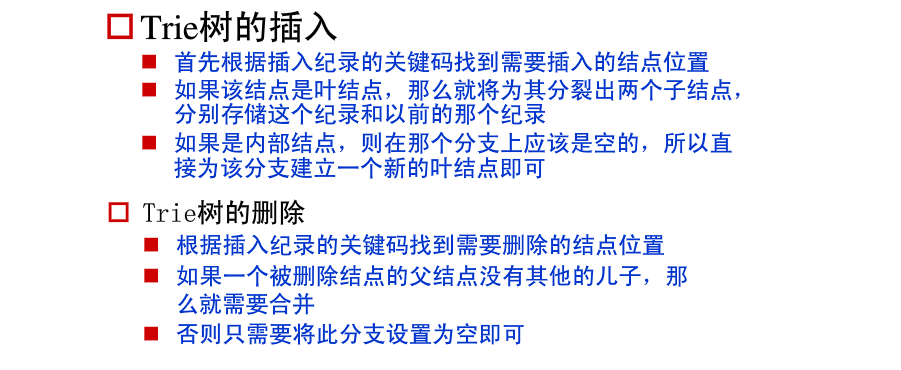 Trie树的插入
首先根据插入纪录的关键码找到需要插入的结点位置
如果该结点是叶结点，那么就将为其分裂出两个子结点，
分别存储这个纪录和以前的那个纪录
如果是内部结点，则在那个分支上应该是空的，所以直
接为该分支建立一个新的叶结点即可
Trie树的删除
根据插入纪录的关键码找到需要删除的结点位置
如果一个被删除结点的父结点没有其他的儿子，那
么就需要合并
否则只需要将此分支设置为空即可